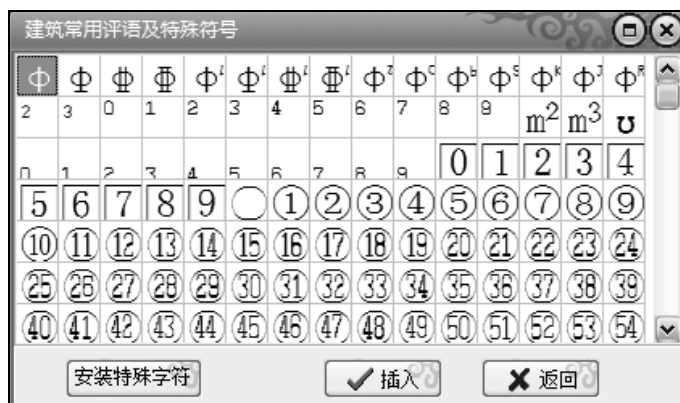 建筑常用评语及特殊符号
2 3 0 1 2 3 4 5 6 7 8 9 m² m³ ʊ
0 1 2 3 4 5 6 7 8 9 0 1 2 3 4
5 6 7 8 9 ◯ ① ② ③ ④ ⑤ ⑥ ⑦ ⑧ ⑨
⑩ ⑪ ⑫ ⑬ ⑭ ⑮ ⑯ ⑰ ⑱ ⑲ ⑳ ㉑ ㉒ ㉓ ㉔
㉕ ㉖ ㉗ ㉘ ㉙ ㉚ ㉛ ㉜ ㉝ ㉞ ㉟ ㊱ ㊲ ㊳ ㊴
㊵ ㊶ ㊷ ㊸ ㊹ ㊺ ㊻ ㊼ ㊽ ㊾ ㊿ 51 52 53 54
安装特殊字符 插入 返回